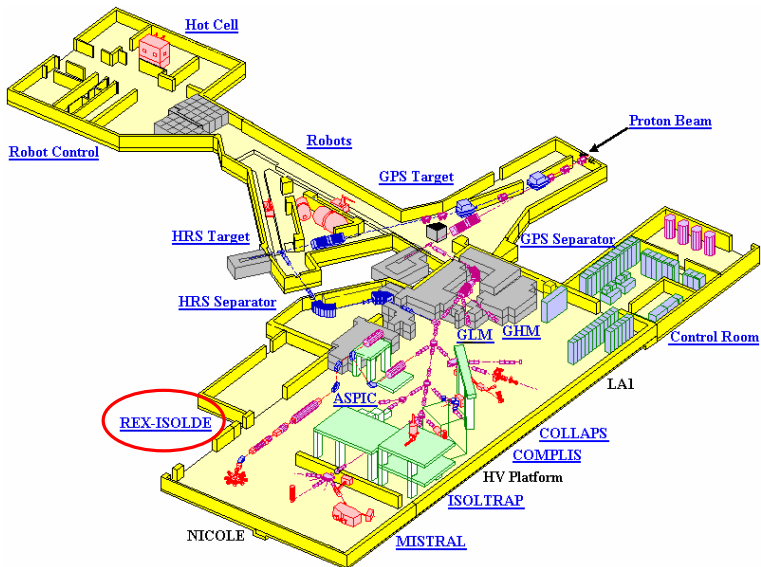 Hot Cell
Proton Beam
Robots
Robot Control
GPS Target
HRS Target
GPS Separator
HRS Separator
GLM
GHM
Control Room
LA1
ASPIC
REX-ISOLDE
COLLAPS
COMPLIS
HV Platform
ISOLTRAP
NICOLE
MISTRAL